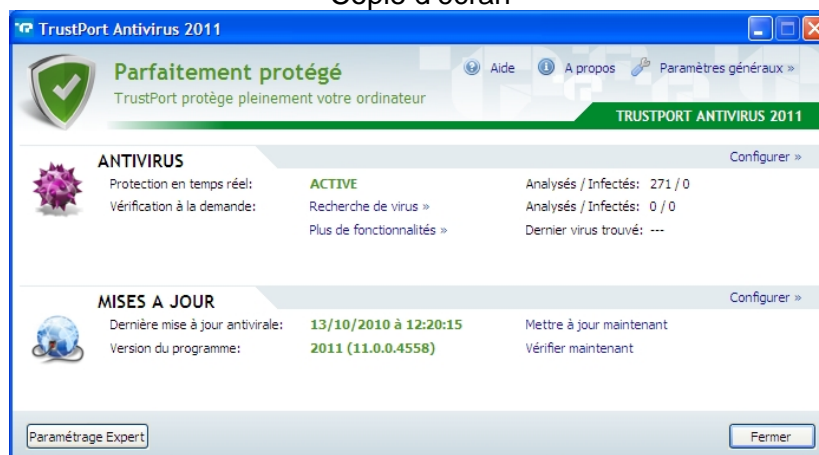 Copie d'écran
TrustPort Antivirus 2011
Parfaitement protégé
TrustPort protège pleinement votre ordinateur
Aide A propos Paramètres généraux »
TRUSTPORT ANTIVIRUS 2011
ANTIVIRUS
Configurer »
Protection en temps réel: ACTIVE Analysés / Infectés: 271 / 0
Vérification à la demande: Recherche de virus » Analysés / Infectés: 0 / 0
Plus de fonctionnalités » Dernier virus trouvé: ---
MISES A JOUR
Configurer »
Dernière mise à jour antivirale: 13/10/2010 à 12:20:15 Mettre à jour maintenant
Version du programme: 2011 (11.0.0.4558) Vérifier maintenant
Paramétrage Expert Fermer